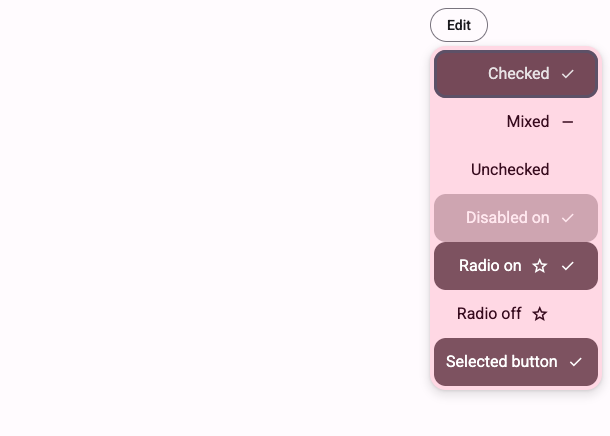 Edit
Checked
Mixed
Unchecked
Disabled on
Radio on
Radio off
Selected button